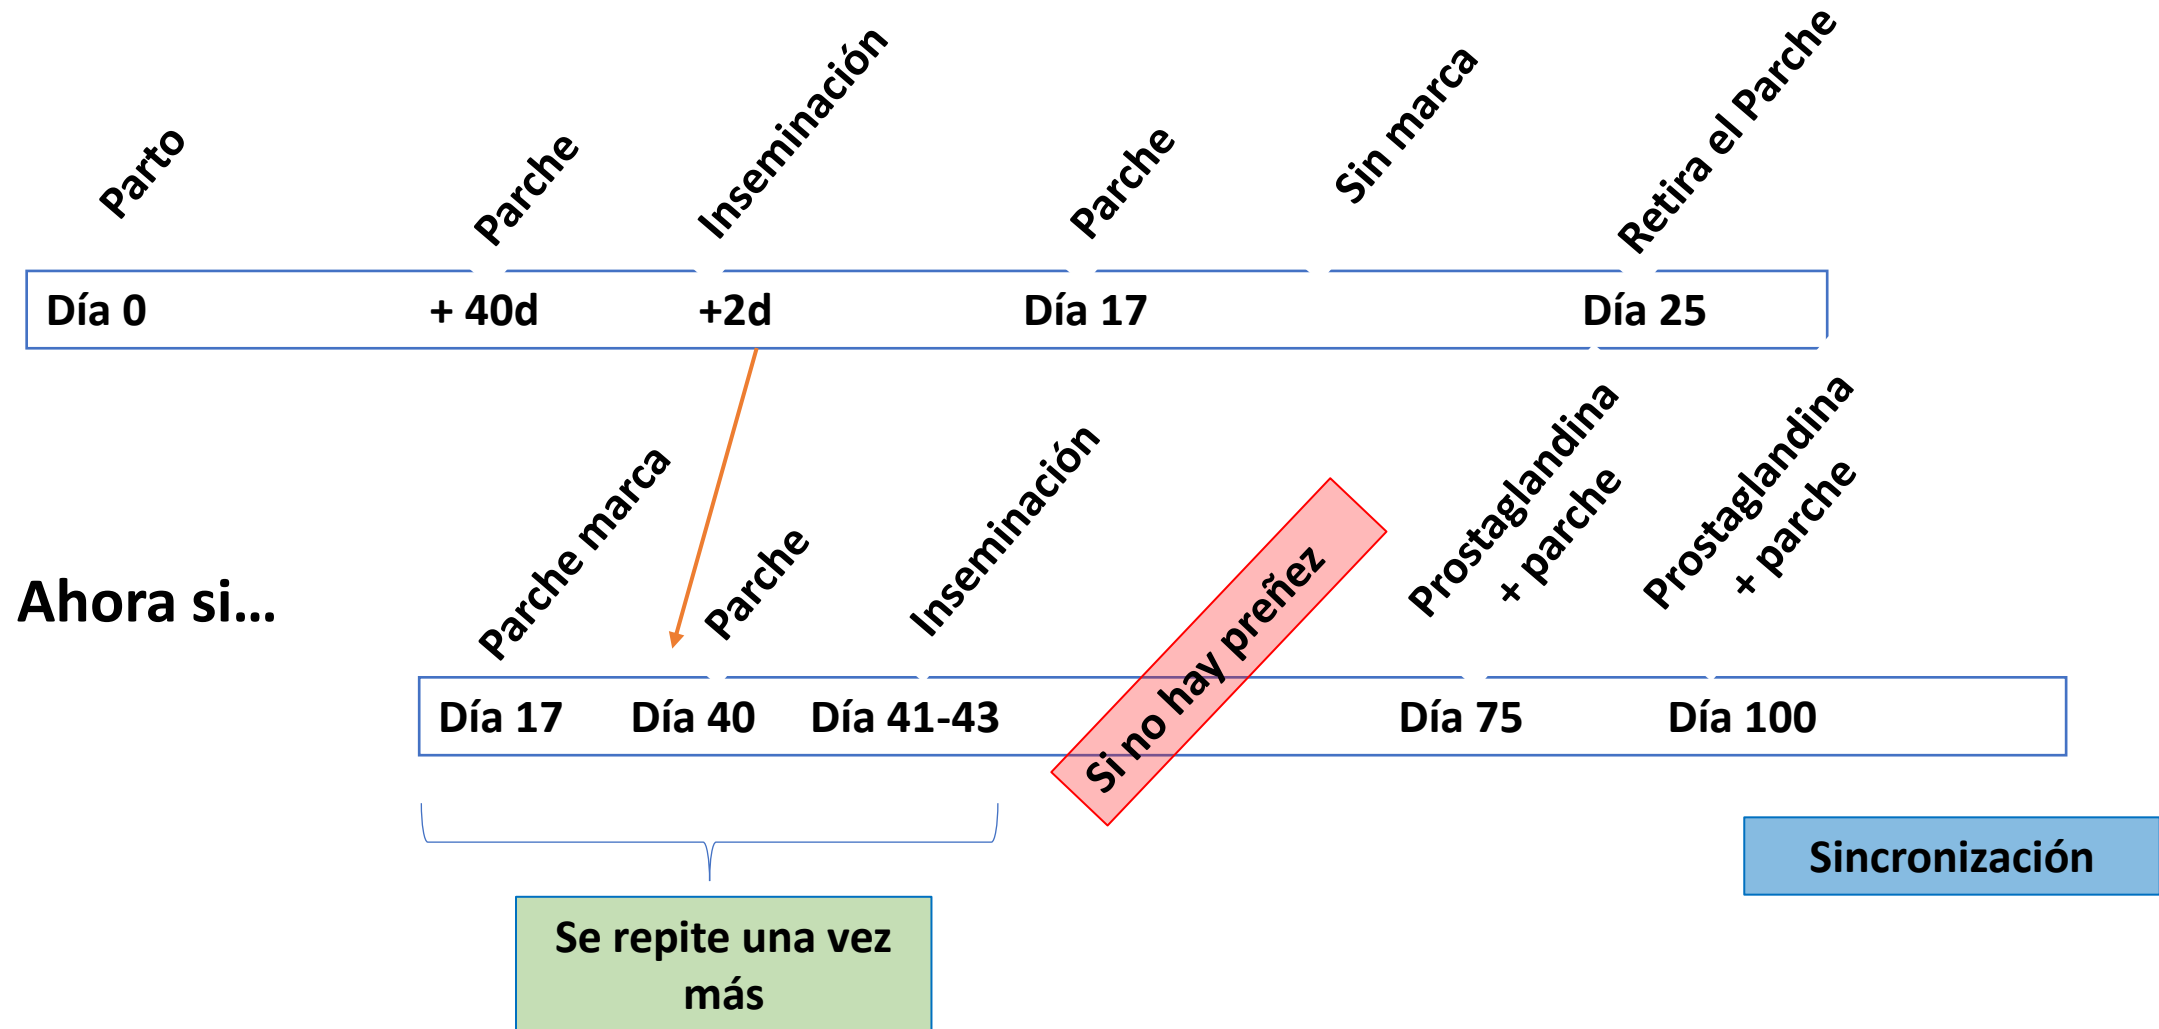 Parto
Parche
Inseminación
Parche
Sin marca
Retira el Parche
Día 0
+ 40d
+2d
Día 17
Día 25
Ahora si...
Parche marca
Parche
Inseminación
Si no hay preñez
Prostaglandina
+ parche
Prostaglandina
+ parche
Día 17
Día 40
Día 41-43
Día 75
Día 100
Sincronización
Se repite una vez
más